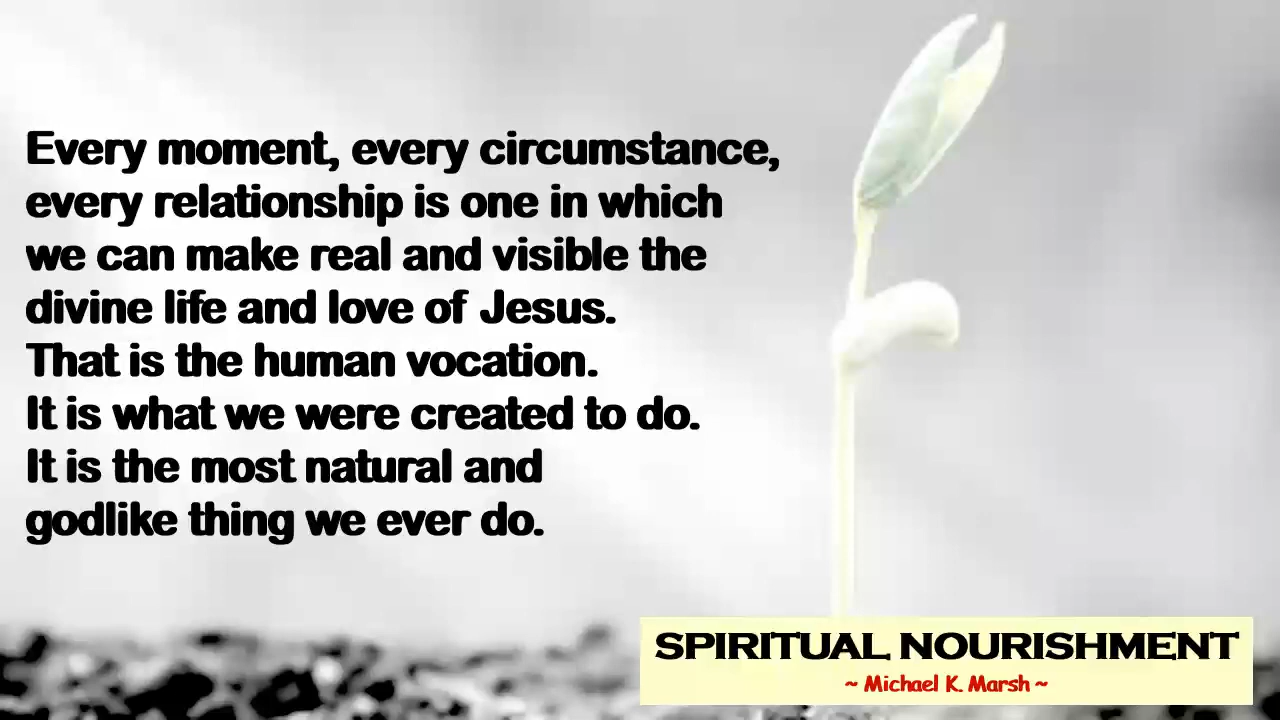 Every moment, every circumstance,
every relationship is one in which
we can make real and visible the
divine life and love of Jesus.
That is the human vocation.
It is what we were created to do.
It is the most natural and
godlike thing we ever do.
SPIRITUAL NOURISHMENT
~ Michael K. Marsh ~